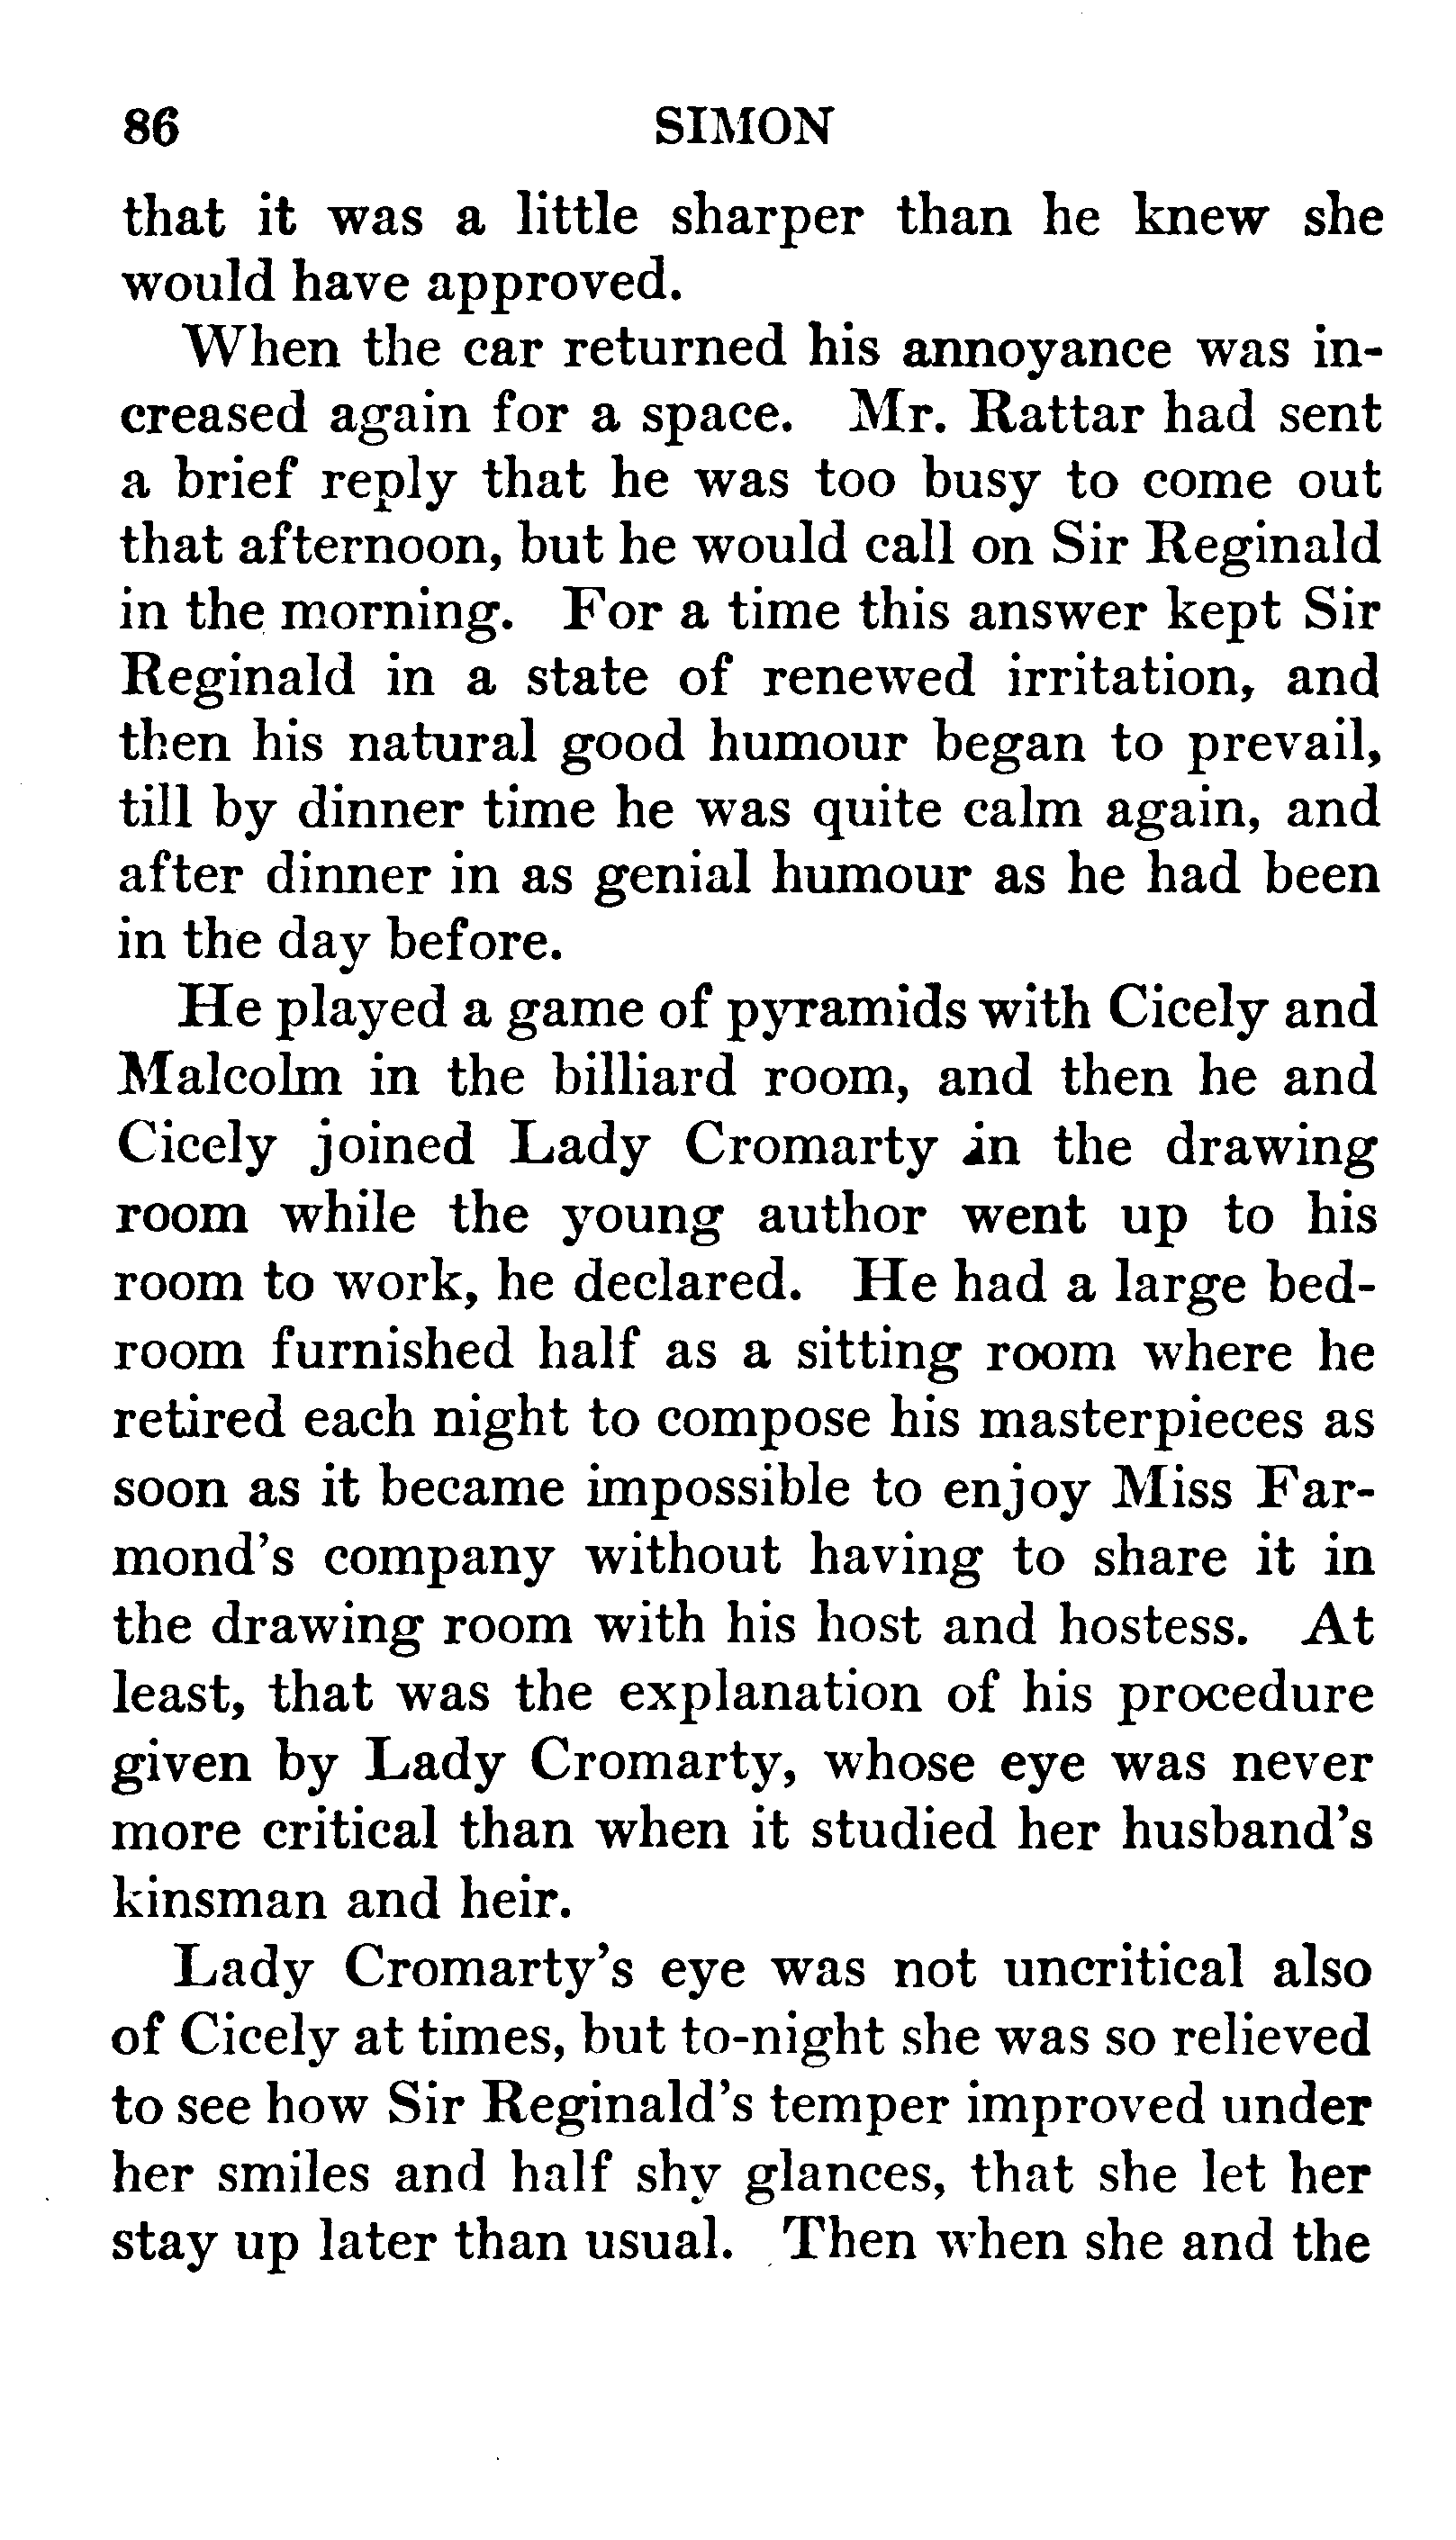 86 SIMON
that it was a little sharper than he knew she
would have approved.
When the car returned his annoyance was in-
creased again for a space. Mr. Rattar had sent
a brief reply that he was too busy to come out
that afternoon, but he would call on Sir Reginald
in the morning. For a time this answer kept Sir
Reginald in a state of renewed irritation, and
then his natural good humour began to prevail,
till by dinner time he was quite calm again, and
after dinner in as genial humour as he had been
in the day before.
He played a game of pyramids with Cicely and
Malcolm in the billiard room, and then he and
Cicely joined Lady Cromarty in the drawing
room while the young author went up to his
room to work, he declared. He had a large bed-
room furnished half as a sitting room where he
retired each night to compose his masterpieces as
soon as it became impossible to enjoy Miss Far-
mond's company without having to share it in
the drawing room with his host and hostess. At
least, that was the explanation of his procedure
given by Lady Cromarty, whose eye was never
more critical than when it studied her husband's
kinsman and heir.
Lady Cromarty's eye was not uncritical also
of Cicely at times, but to-night she was so relieved
to see how Sir Reginald's temper improved under
her smiles and half shy glances, that she let her
stay up later than usual. Then when she and the